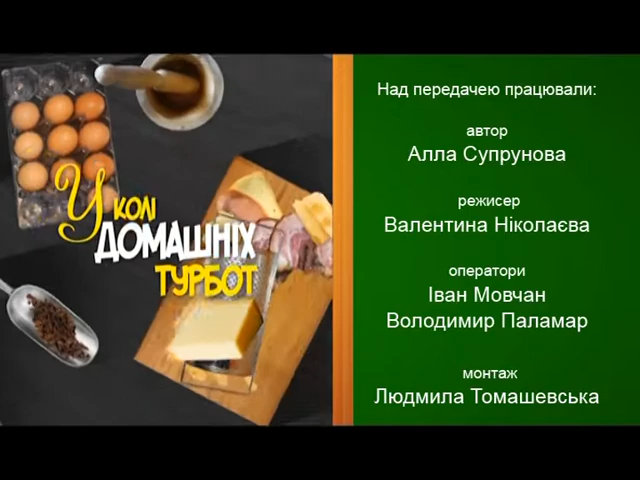 У КОЛІ
ДОМАШНІХ
ТУРБОТ
Над передачею працювали:
автор
Алла Супрунова
режисер
Валентина Ніколаєва
оператори
Іван Мовчан
Володимир Паламар
монтаж
Людмила Томашевська